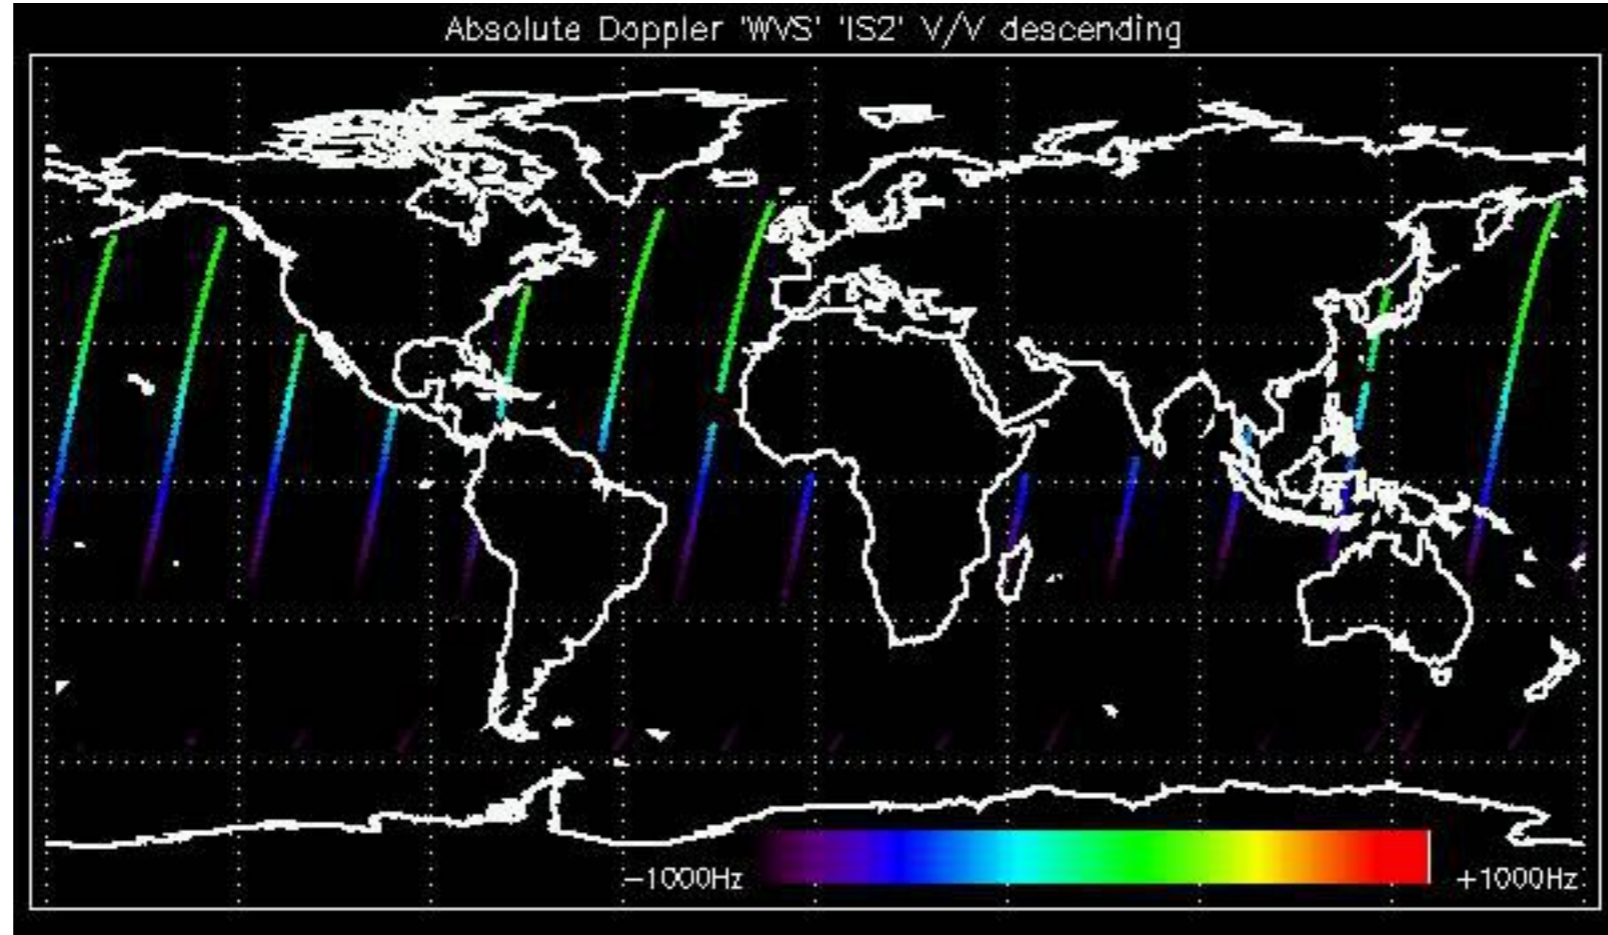 Absolute Doppler 'WVS' 'IS2' V/V descending
−1000Hz
+1000Hz